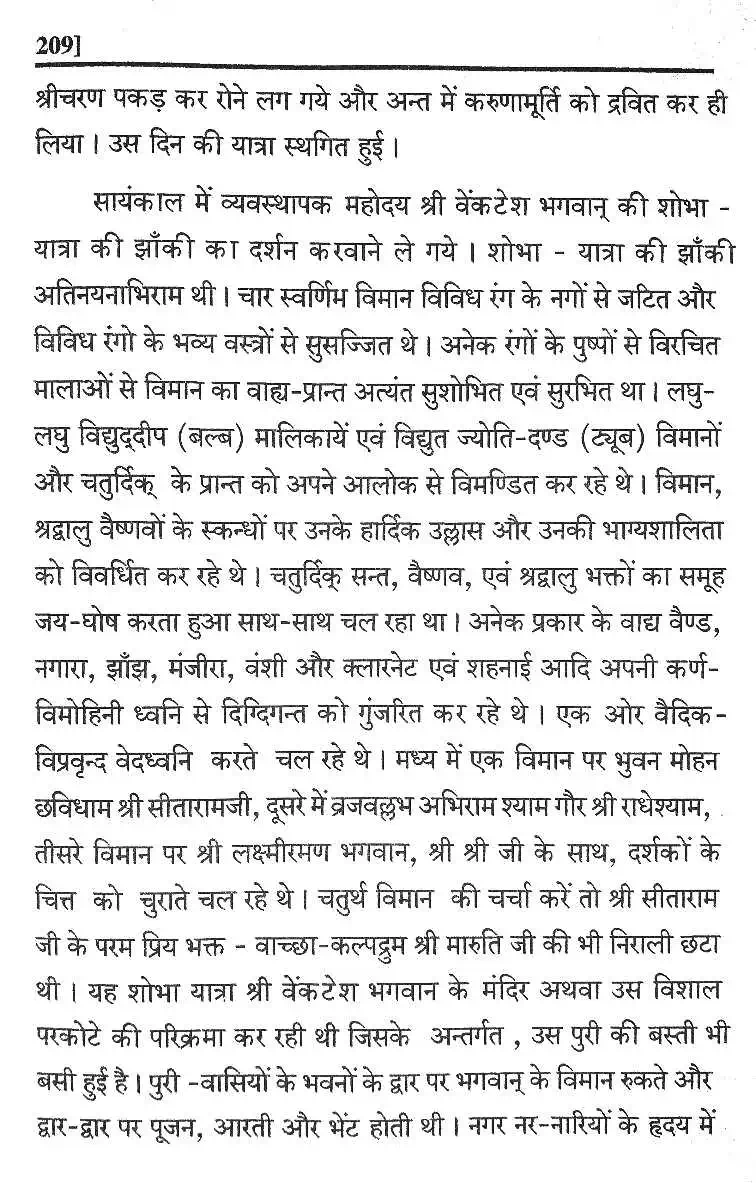 209]
श्रीचरण पकड़ कर रोने लग गये और अन्त में करुणामूर्ति को द्रवित कर ही
लिया । उस दिन की यात्रा स्थगित हुई ।
सायंकाल में व्यवस्थापक महोदय श्री वेंकटेश भगवान् की शोभा -
यात्रा की झाँकी का दर्शन करवाने ले गये । शोभा - यात्रा की झाँकी
अतिनयनाभिराम थी । चार स्वर्णिम विमान विविध रंग के नगों से जटित और
विविध रंगो के भव्य वस्त्रों से सुसज्जित थे । अनेक रंगों के पुष्पों से विरचित
मालाओं से विमान का वाह्य-प्रान्त अत्यंत सुशोभित एवं सुरभित था । लघु-
लघु विद्युद्दीप (बल्ब) मालिकायें एवं विद्युत ज्योति-दण्ड (ट्यूब) विमानों
और चतुर्दिक् के प्रान्त को अपने आलोक से विमण्डित कर रहे थे । विमान,
श्रद्वालु वैष्णवों के स्कन्धों पर उनके हार्दिक उल्लास और उनकी भाग्यशालिता
को विवर्धित कर रहे थे । चतुर्दिक् सन्त, वैष्णव, एवं श्रद्वालु भक्तों का समूह
जय-घोष करता हुआ साथ-साथ चल रहा था । अनेक प्रकार के वाद्य वैण्ड,
नगारा, झाँझ, मंजीरा, वंशी और क्लारनेट एवं शहनाई आदि अपनी कर्ण-
विमोहिनी ध्वनि से दिग्दिगन्त को गुंजरित कर रहे थे । एक ओर वैदिक-
विप्रवृन्द वेदध्वनि करते चल रहे थे । मध्य में एक विमान पर भुवन मोहन
छविधाम श्री सीतारामजी, दूसरे में व्रजवल्लभ अभिराम श्याम गौर श्री राधेश्याम,
तीसरे विमान पर श्री लक्ष्मीरमण भगवान, श्री श्री जी के साथ, दर्शकों के
चित्त को चुराते चल रहे थे । चतुर्थ विमान की चर्चा करें तो श्री सीताराम
जी के परम प्रिय भक्त - वाच्छा-कल्पद्रुम श्री मारुति जी की भी निराली छटा
थी । यह शोभा यात्रा श्री वेंकटेश भगवान के मंदिर अथवा उस विशाल
परकोटे की परिक्रमा कर रही थी जिसके अन्तर्गत , उस पुरी की बस्ती भी
बसी हुई है । पुरी -वासियों के भवनों के द्वार पर भगवान् के विमान रुकते और
द्वार-द्वार पर पूजन, आरती और भेंट होती थी । नगर नर-नारियों के हृदय में